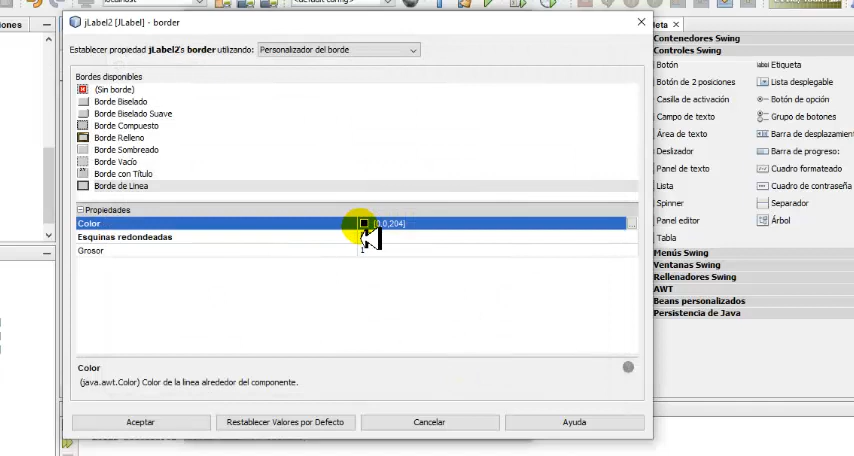 localhost
<default config>
iones
jLabel2 [JLabel] - border
Establecer propiedad jLabel2's border utilizando:
Personalizador del borde
Bordes disponibles
(Sin borde)
Borde Biselado
Borde Biselado Suave
Borde Compuesto
Borde Relleno
Borde Sombreado
Borde Vacío
Borde con Título
Borde de Linea
Propiedades
Color
[0,0,204]
Esquinas redondeadas
Grosor
1
Color
(java.awt.Color) Color de la linea alrededor del componente.
Aceptar
Restablecer Valores por Defecto
Cancelar
Ayuda
leta
Contenedores Swing
Controles Swing
Botón
label Etiqueta
Botón de 2 posiciones
Lista desplegable
Casilla de activación
Botón de opción
Campo de texto
Grupo de botones
Área de texto
Barra de desplazamien
Deslizador
Barra de progreso:
Panel de texto
Cuadro formateado
Lista
Cuadro de contraseña
Spinner
Separador
Panel editor
Árbol
Tabla
Menús Swing
Ventanas Swing
Rellenadores Swing
AWT
Beans personalizados
Persistencia de Java